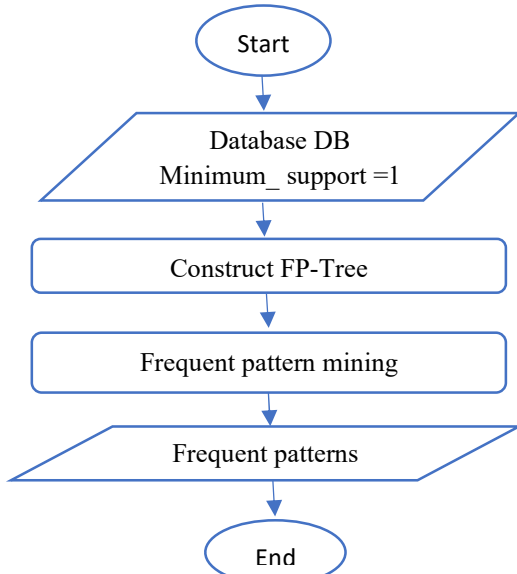 Start
Database DB
Minimum_ support =1
Construct FP-Tree
Frequent pattern mining
Frequent patterns
End